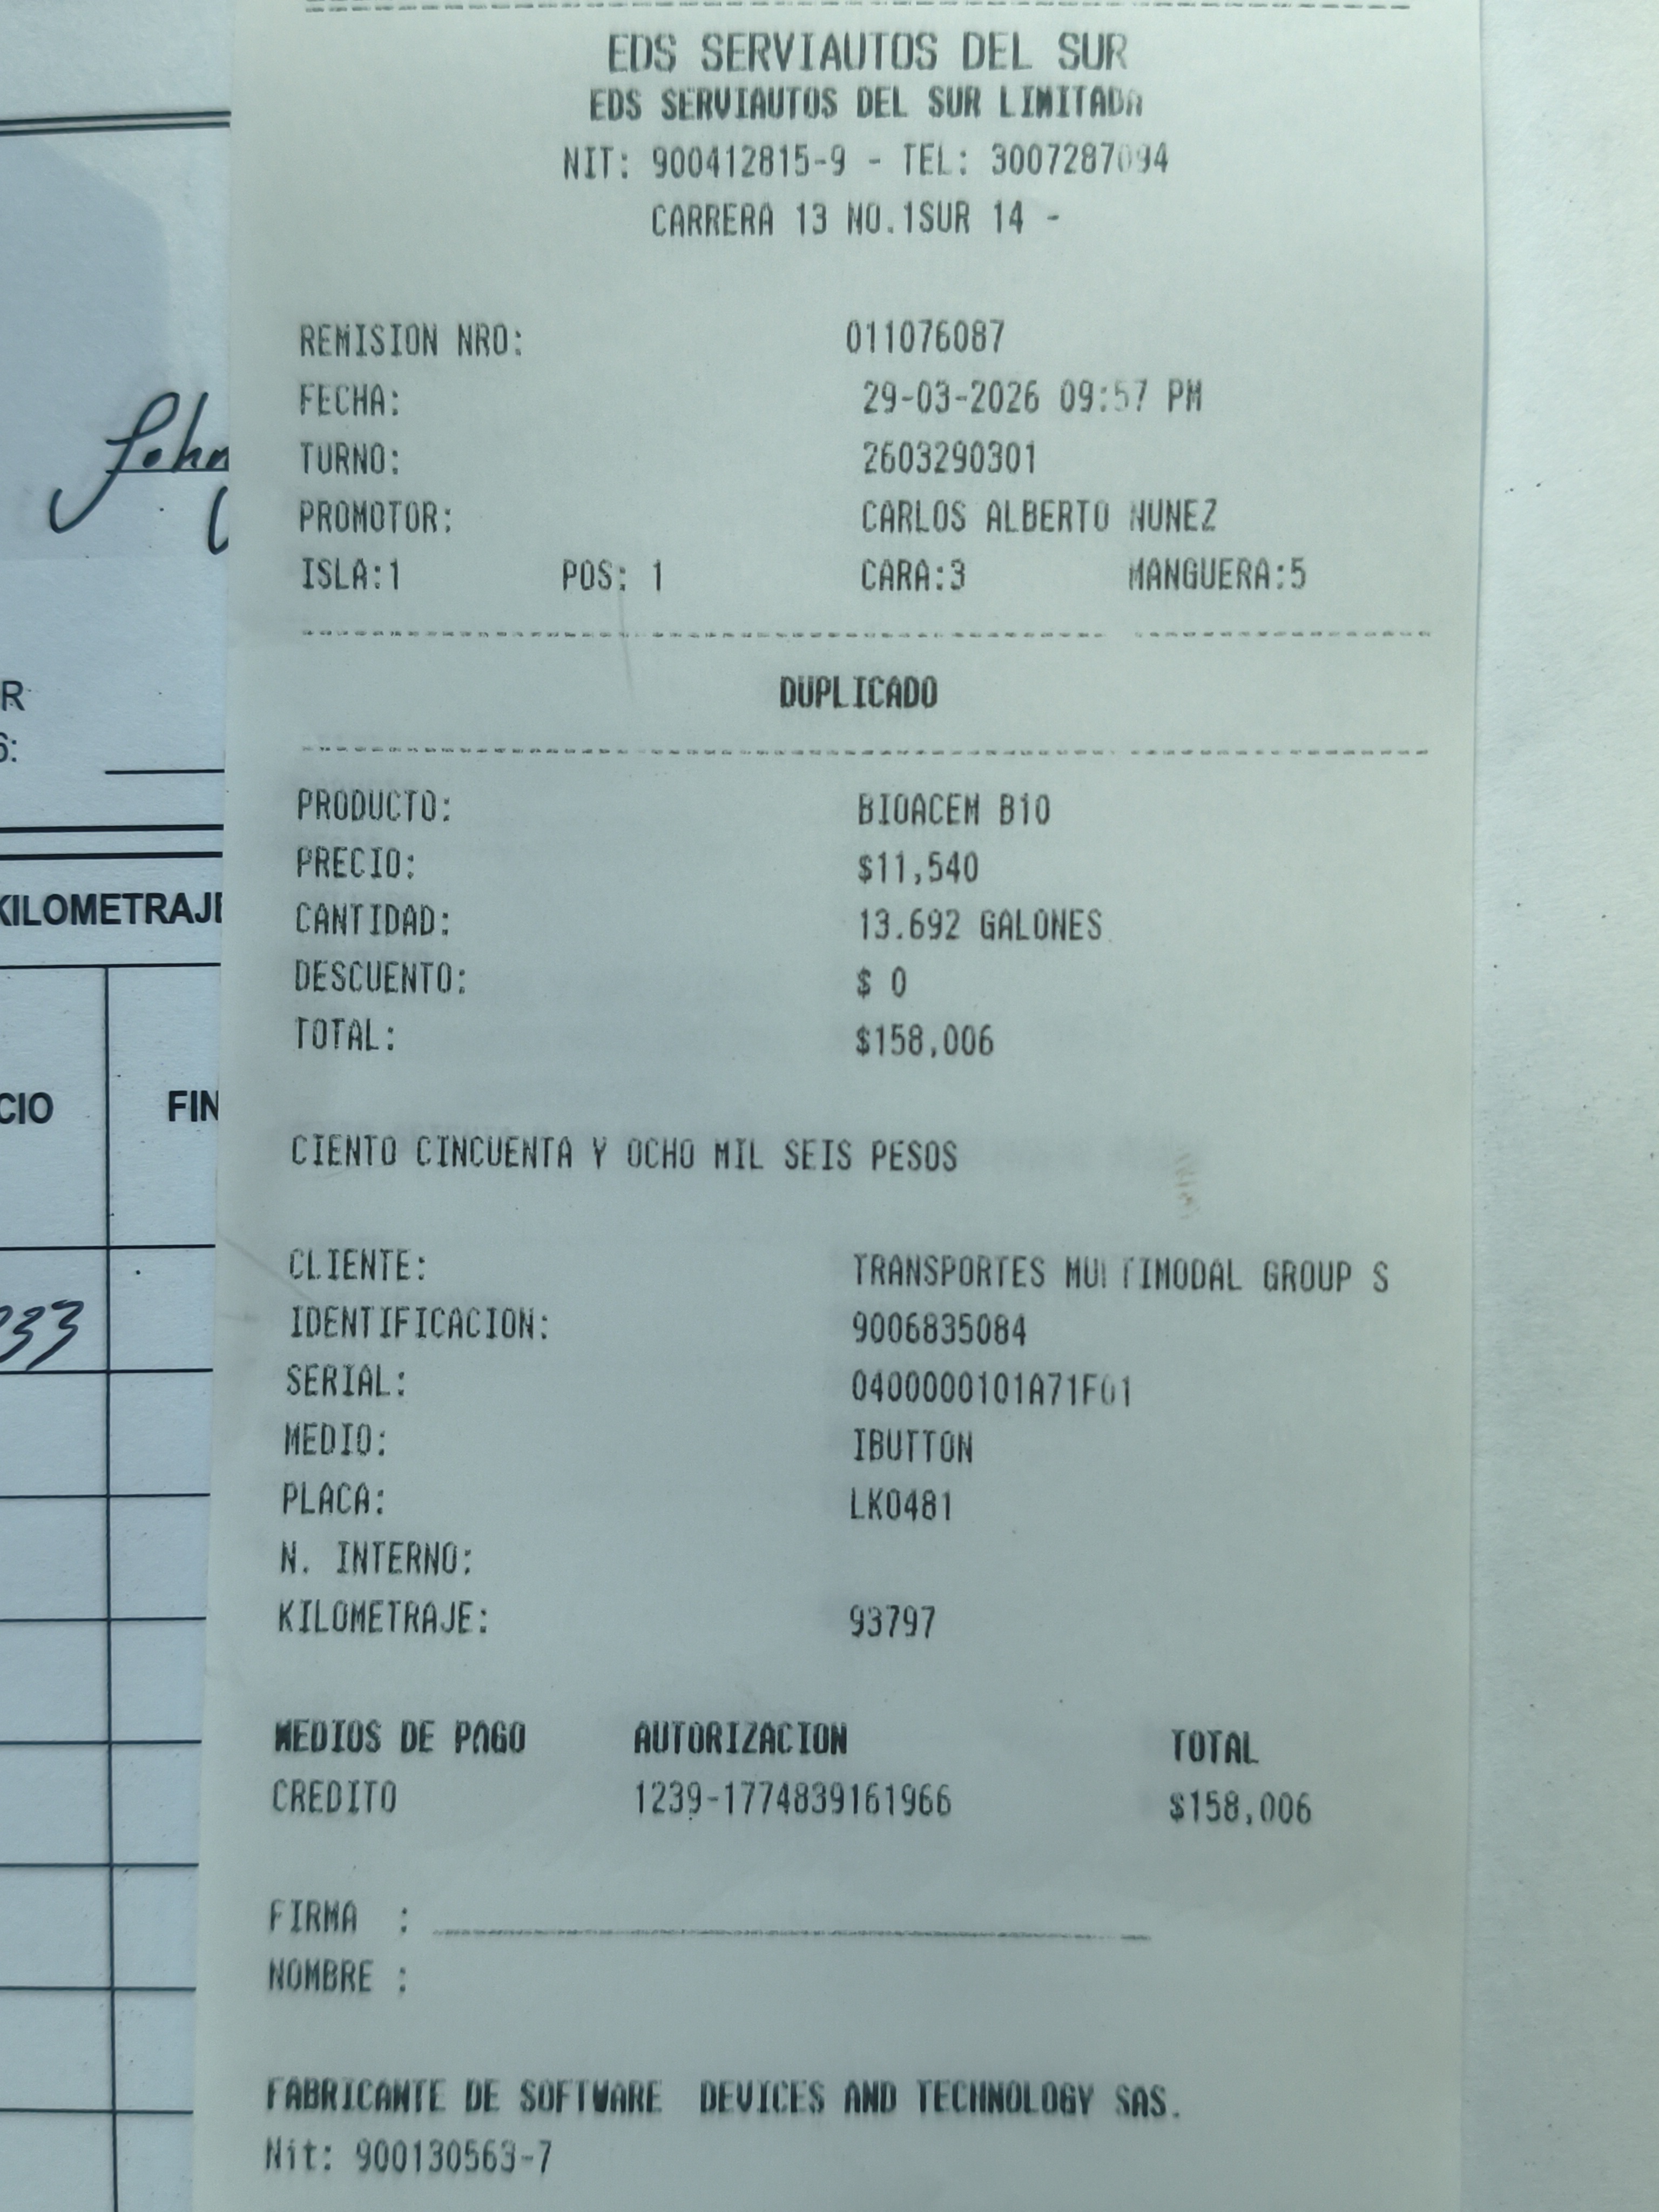 EDS SERVIAUTOS DEL SUR
EDS SERVIAUTOS DEL SUR LIMITADA
NIT: 900412815-9 - TEL: 3007287094
CARRERA 13 NO.1SUR 14 -
REMISION NRO: 011076087
FECHA: 29-03-2026 09:57 PM
TURNO: 2603290301
PROMOTOR: CARLOS ALBERTO NUNEZ
ISLA:1 POS: 1 CARA:3 MANGUERA:5
DUPLICADO
PRODUCTO: BIOACEM B10
PRECIO: $11,540
CANTIDAD: 13.692 GALONES
DESCUENTO: $ 0
TOTAL: $158,006
CIENTO CINCUENTA Y OCHO MIL SEIS PESOS
CLIENTE: TRANSPORTES MULTIMODAL GROUP S
IDENTIFICACION: 9006835084
SERIAL: 0400000101A71F01
MEDIO: IBUTTON
PLACA: LKO481
N. INTERNO:
KILOMETRAJE: 93797
MEDIOS DE PAGO AUTORIZACION TOTAL
CREDITO 1239-1774839161966 $158,006
FIRMA :
NOMBRE :
FABRICANTE DE SOFTWARE DEVICES AND TECHNOLOGY SAS.
Nit: 900130563-7
John
R
S:
KILOMETRAJE
CIO FIN
333